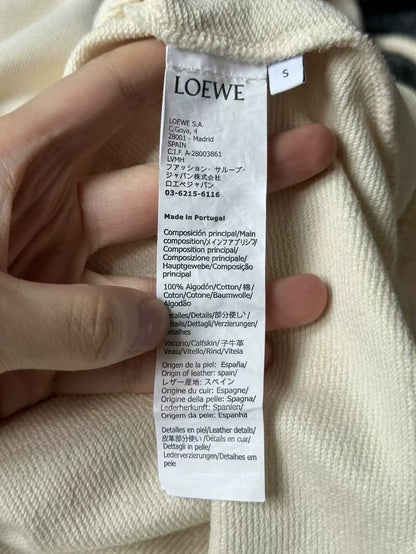 LOEWE
S
LOEWE S.A.
C/Goya, 4
28001 - Madrid
SPAIN
C.I.F. A-28003861
LVMH
ファッション・サルーブ・
ジャパン株式会社
ロエベジャパン
03-6215-6116
Made in Portugal
Composición principal/Main
composition/メインファブリック/
Composition principal/
Composizione principale/
Hauptgewebe/Composição
principal
100% Algodón/Cotton/棉/
Coton/Cotone/Baumwolle/
Algodão
talles/Details/部分使い/
tails/Dettagli/Verzierungen/
Detalhes
Vacuno/Calfskin/子牛革
Veau/Vitello/Rind/Vitela
Origen de la piel: España/
Origin of leather: spain/
レザー産地: スペイン
Origine du cuir: Espagne/
Origine della pelle: Spagna/
Lederherkunft: Spanien/
Origem da pele: Espanha
Detalles en piel/Leather details/
皮革部分使い/Détails en cuir/
Dettagli in pelle/
Lederverzierungen/Detalhes em
pele